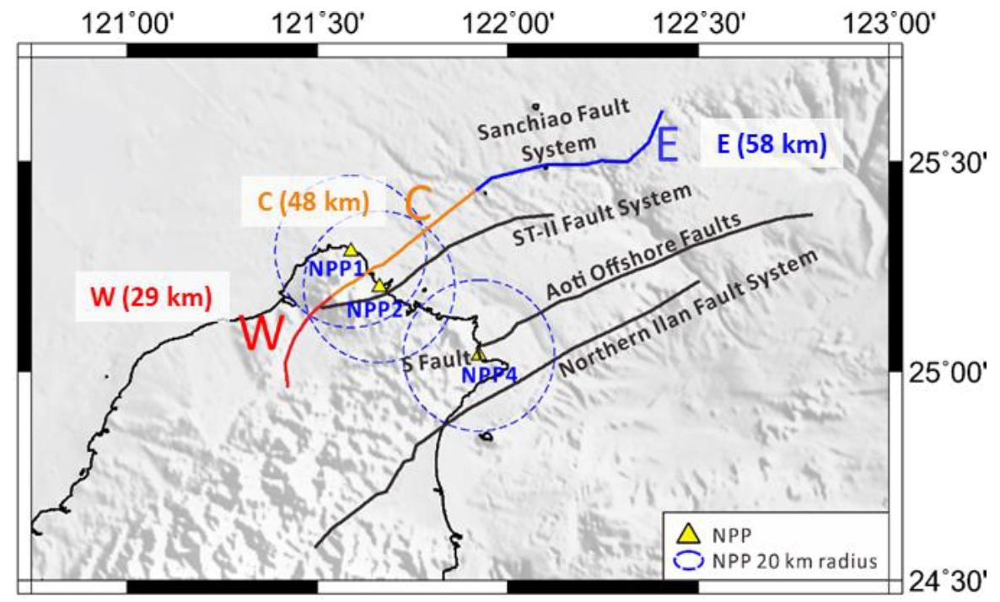 121°00' 121°30' 122°00' 122°30' 123°00'
Sanchiao Fault
System
E
E (58 km)
25°30'
C (48 km)
C
ST-II Fault System
Aoti Offshore Faults
NPP1
Northern Ilan Fault System
W (29 km)
NPP2
W
S Fault
NPP4
25°00'
NPP
NPP 20 km radius
24°30'